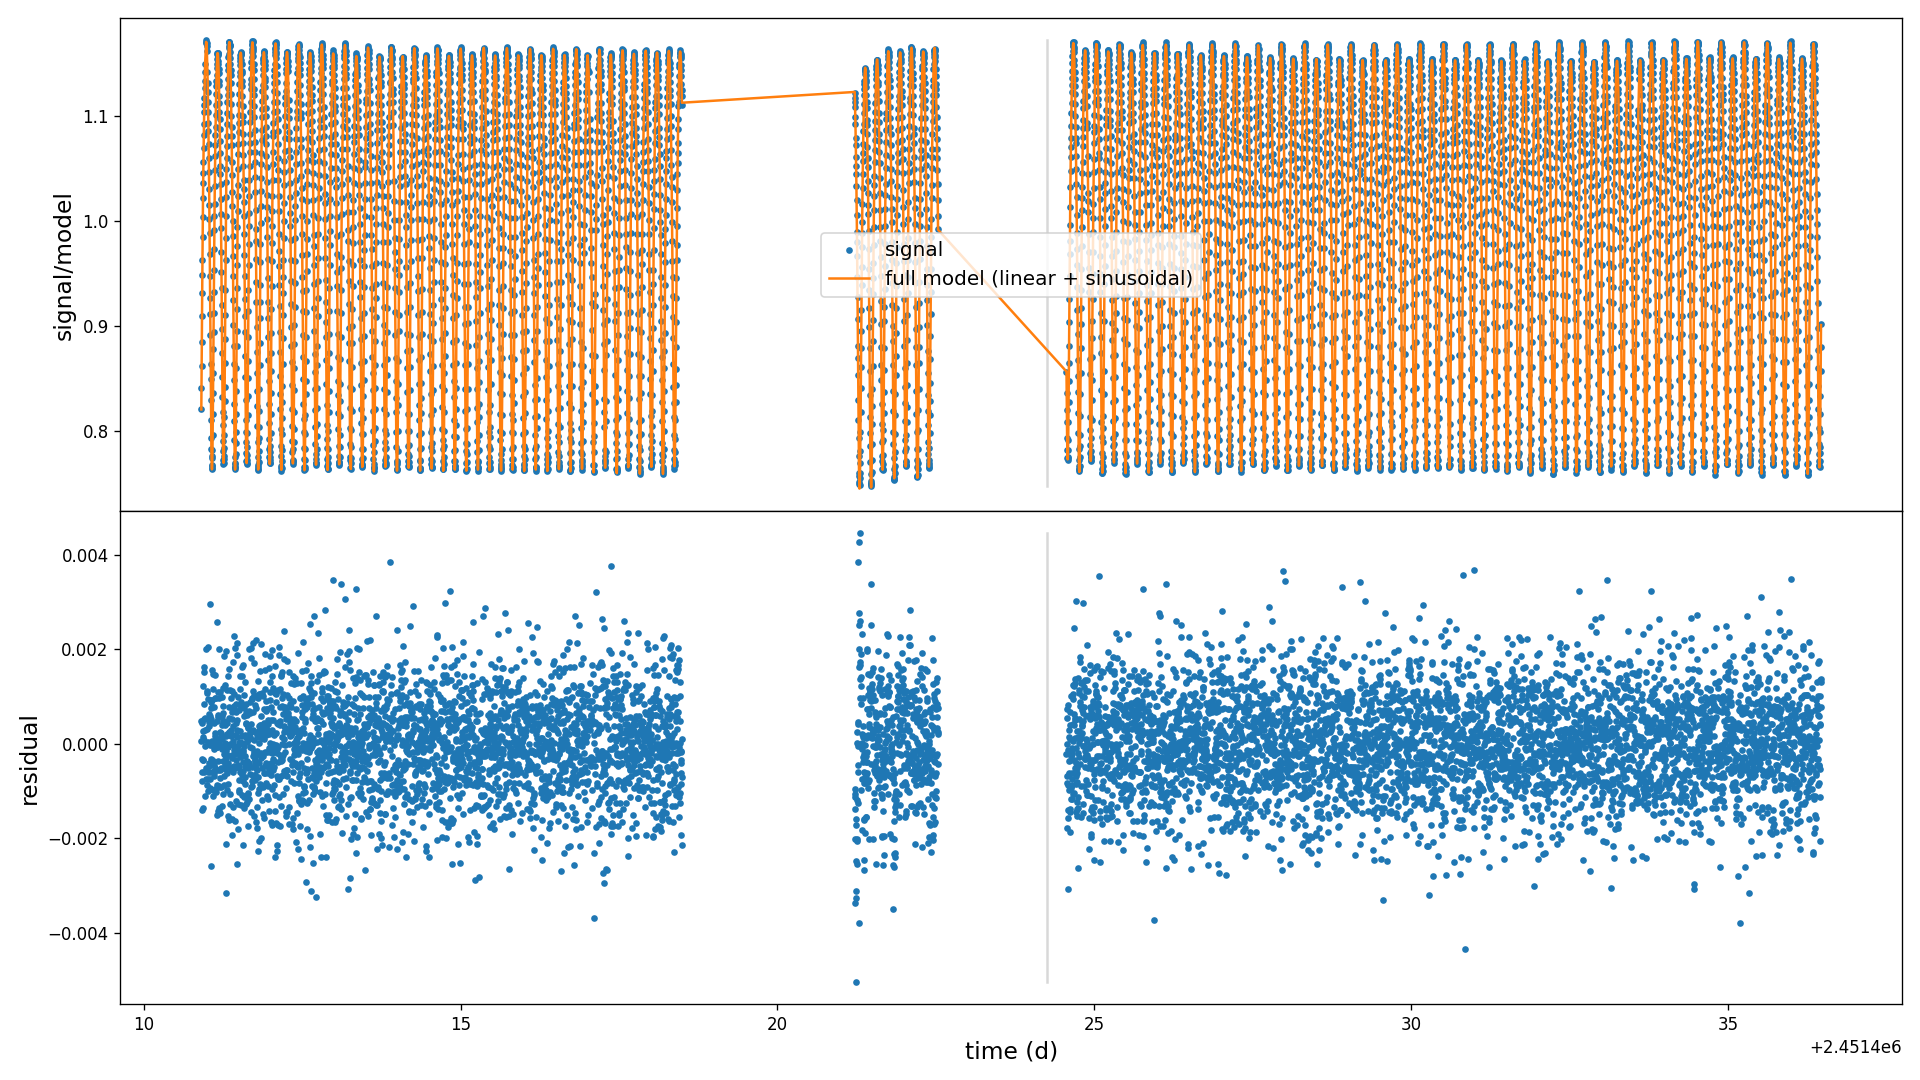 signal/model
1.1
1.0
0.9
0.8
signal
full model (linear + sinusoidal)
residual
0.004
0.002
0.000
−0.002
−0.004
10
15
20
25
30
35
time (d)
+2.4514e6